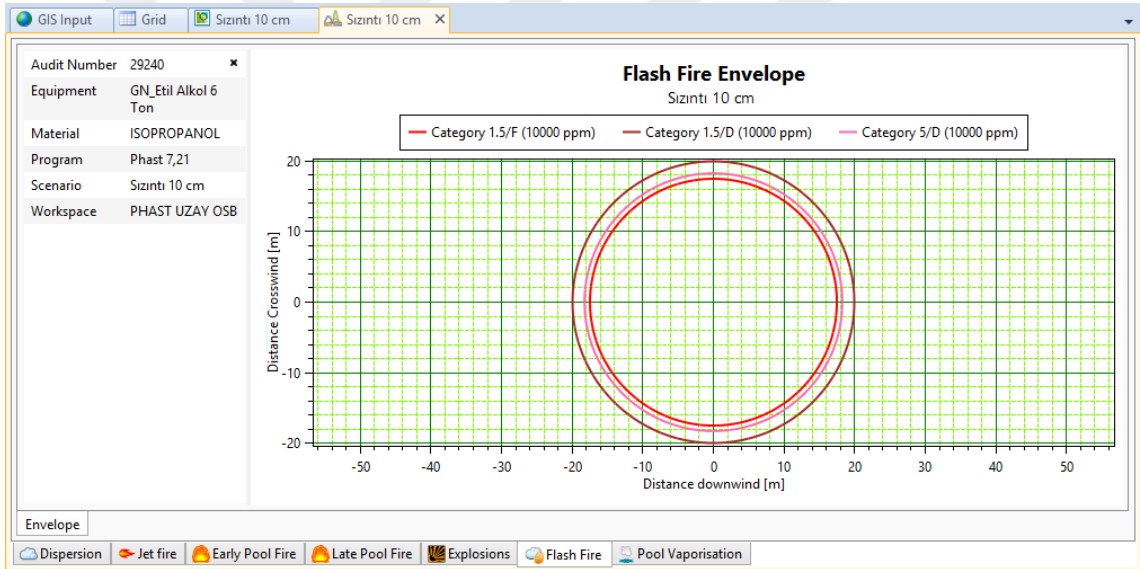 GIS Input
Grid
Sızıntı 10 cm
Sızıntı 10 cm
Audit Number 29240
Equipment GN_Etil Alkol 6
Ton
Material ISOPROPANOL
Program Phast 7,21
Scenario Sızıntı 10 cm
Workspace PHAST UZAY OSB
Flash Fire Envelope
Sızıntı 10 cm
Category 1.5/F (10000 ppm) Category 1.5/D (10000 ppm) Category 5/D (10000 ppm)
Distance Crosswind [m]
20
10
0
-10
-20
-50 -40 -30 -20 -10 0 10 20 30 40 50
Distance downwind [m]
Envelope
Dispersion Jet fire Early Pool Fire Late Pool Fire Explosions Flash Fire Pool Vaporisation